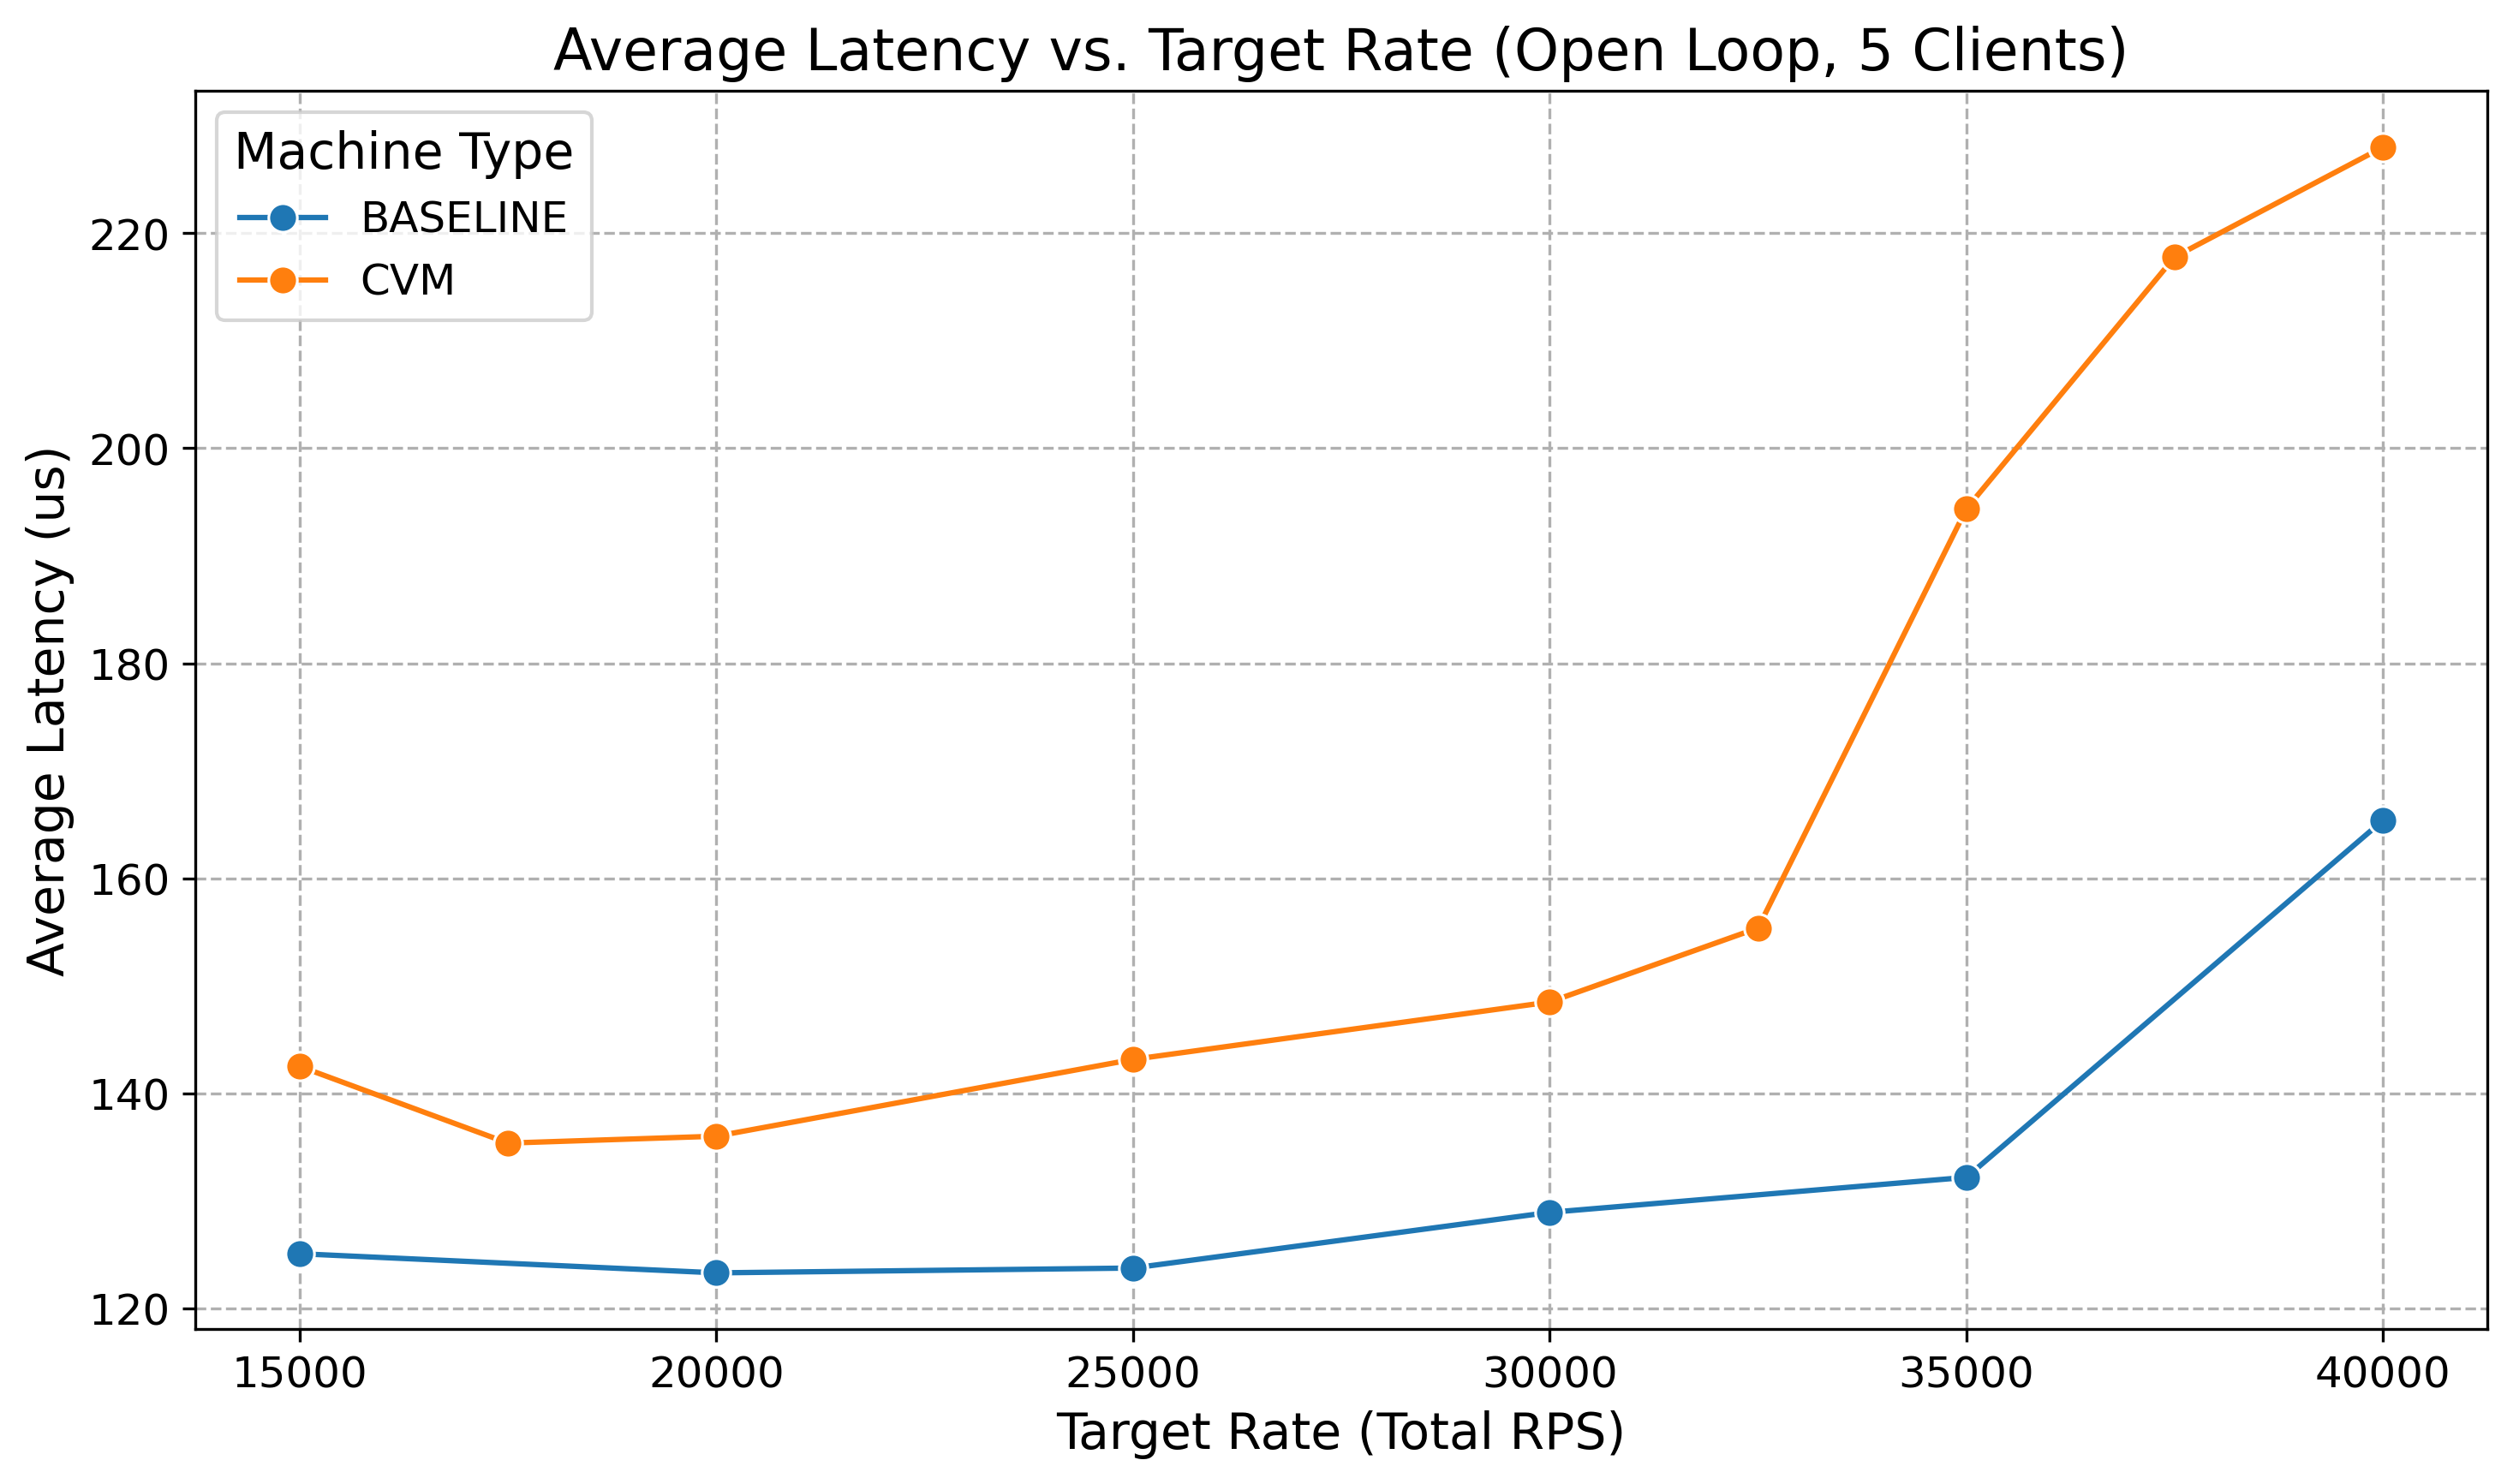 Average Latency vs. Target Rate (Open Loop, 5 Clients)
Machine Type
BASELINE
CVM
Average Latency (us)
220
200
180
160
140
120
15000 20000 25000 30000 35000 40000
Target Rate (Total RPS)